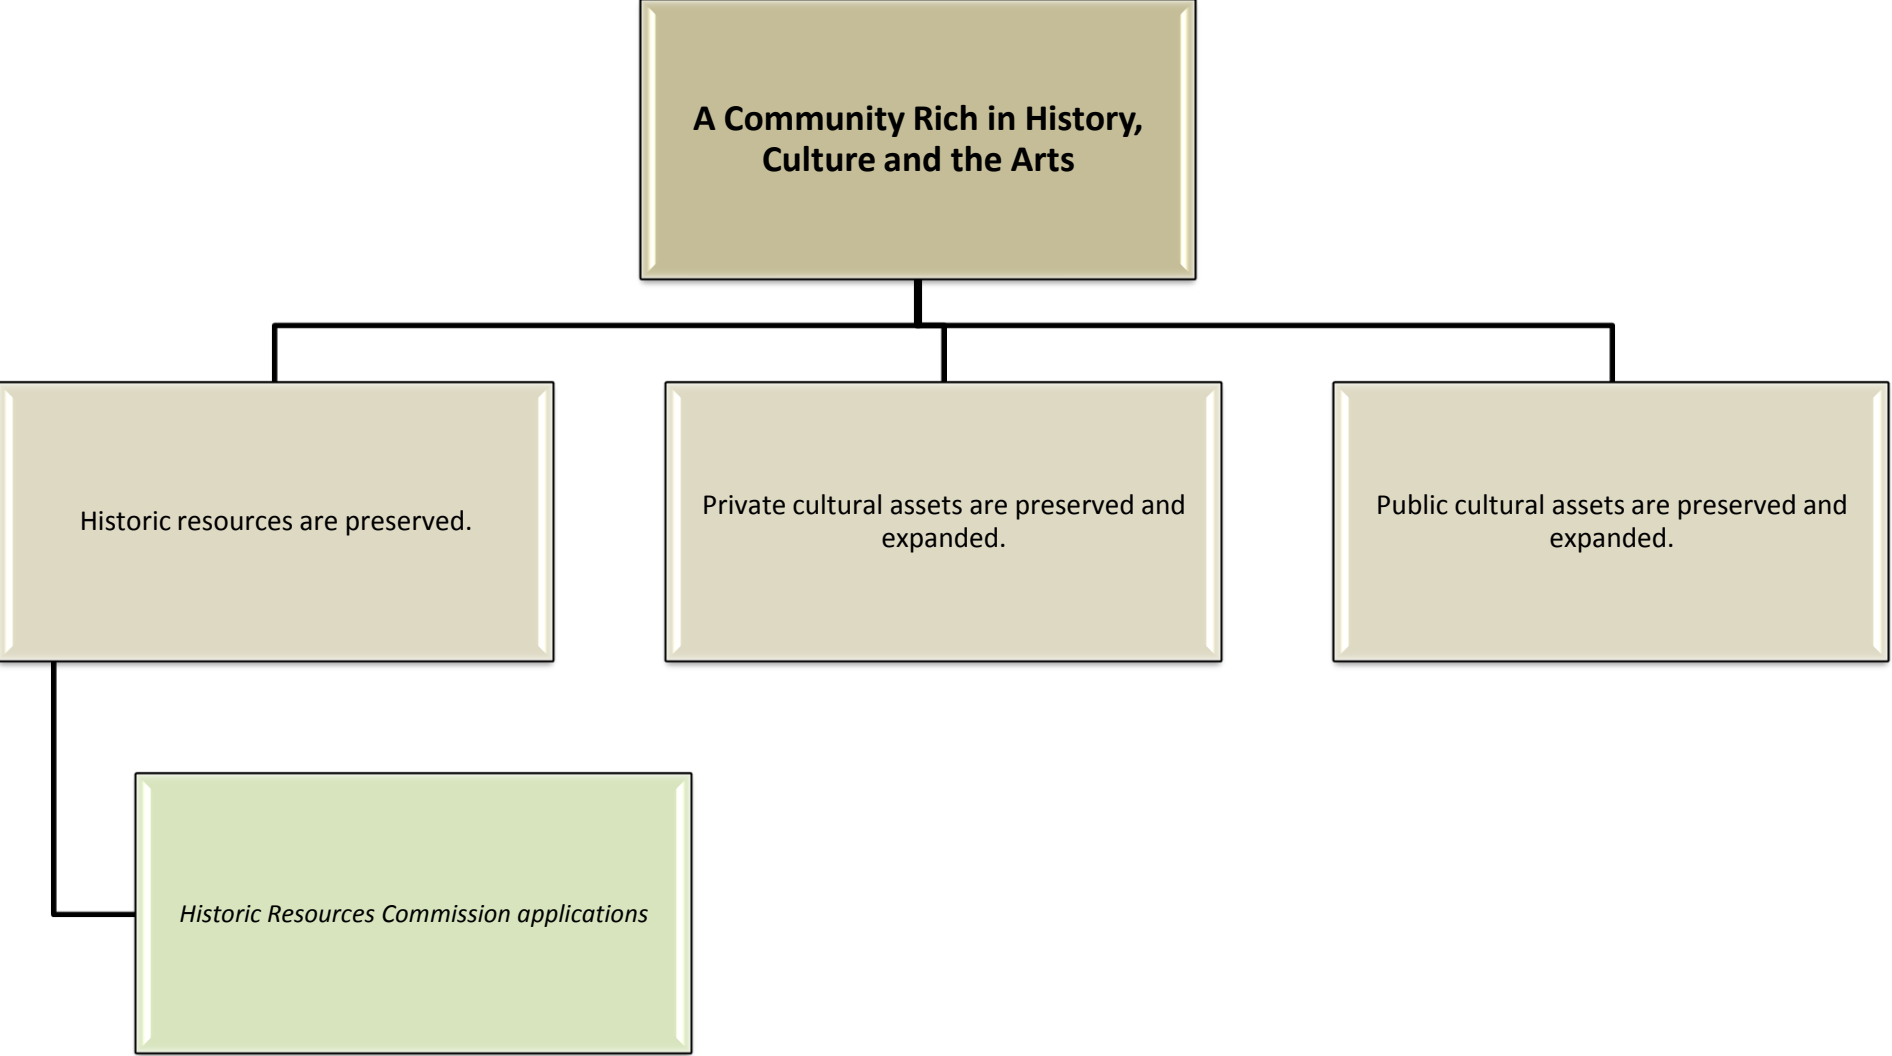 A Community Rich in History,
Culture and the Arts
Historic resources are preserved.
Private cultural assets are preserved and
expanded.
Public cultural assets are preserved and
expanded.
Historic Resources Commission applications